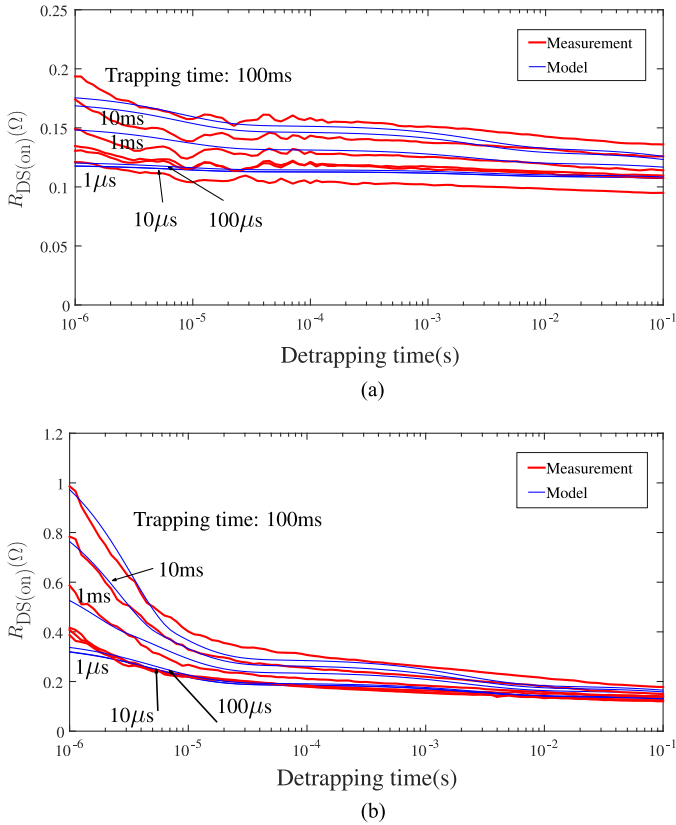 0.25
Measurement
Model
Trapping time: 100ms
0.2
10ms
0.15
1ms
1μs
0.1
10μs
100μs
0.05
0
R_DS(on)(Ω)
10^-6 10^-5 10^-4 10^-3 10^-2 10^-1
Detrapping time(s)
(a)
1.2
Measurement
Model
1
Trapping time: 100ms
0.8
10ms
0.6
1ms
0.4
1μs
0.2
10μs
100μs
0
R_DS(on)(Ω)
10^-6 10^-5 10^-4 10^-3 10^-2 10^-1
Detrapping time(s)
(b)